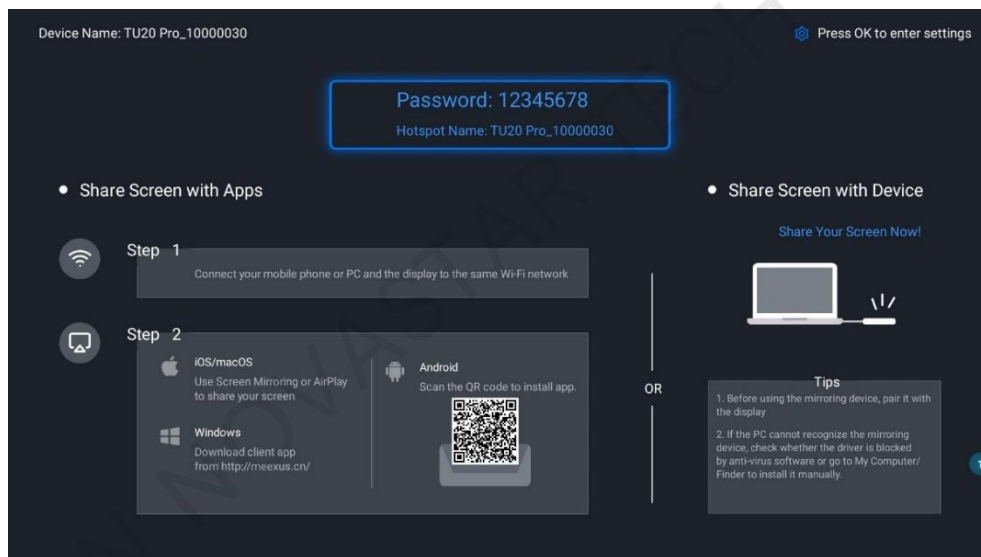 Device Name: TU20 Pro_10000030
Press OK to enter settings
Password: 12345678
Hotspot Name: TU20 Pro_10000030
Share Screen with Apps
Step 1
Connect your mobile phone or PC and the display to the same Wi-Fi network
Step 2
iOS/macOS
Use Screen Mirroring or AirPlay
to share your screen
Windows
Download client app
from http://meexus.cn/
Android
Scan the QR code to install app.
OR
Share Screen with Device
Share Your Screen Now!
Tips
1. Before using the mirroring device, pair it with
the display
2. If the PC cannot recognize the mirroring
device, check whether the driver is blocked
by anti-virus software or go to My Computer/
Finder to install it manually.
NOVASTAR TECH